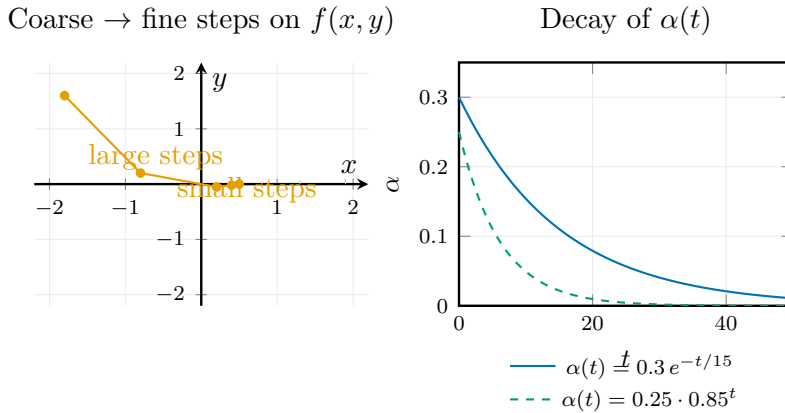 Coarse → fine steps on f(x, y)
2
y
1
large steps
x
small steps
−2
−1
1
2
−1
−2
Decay of α(t)
0.3
0.2
α
0.1
0
0
20
40
t
α(t) = 0.3 e^{−t/15}
α(t) = 0.25 · 0.85^t